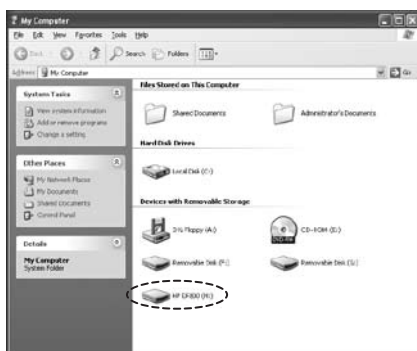 My Computer
File Edit View Favorites Tools Help
Back Search Folders
Address My Computer Go
System Tasks
View system information
Add or remove programs
Change a setting
Other Places
My Network Places
My Documents
Shared Documents
Control Panel
Details
My Computer
System Folder
Files Stored on This Computer
Shared Documents Administrator's Documents
Hard Disk Drives
Local Disk (C:)
Devices with Removable Storage
3½ Floppy (A:) CD-ROM (D:)
Removable Disk Removable Disk
HP DF800 (H:)